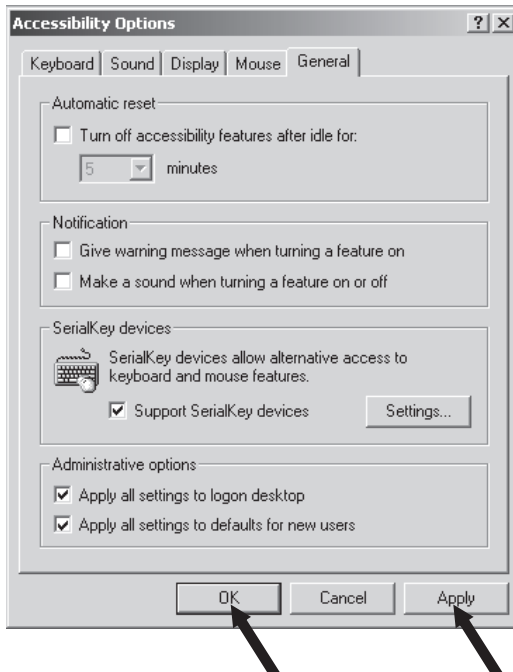 Accessibility Options
? X
Keyboard Sound Display Mouse General
Automatic reset
Turn off accessibility features after idle for:
5 minutes
Notification
Give warning message when turning a feature on
Make a sound when turning a feature on or off
SerialKey devices
SerialKey devices allow alternative access to
keyboard and mouse features.
Support SerialKey devices Settings...
Administrative options
Apply all settings to logon desktop
Apply all settings to defaults for new users
OK Cancel Apply